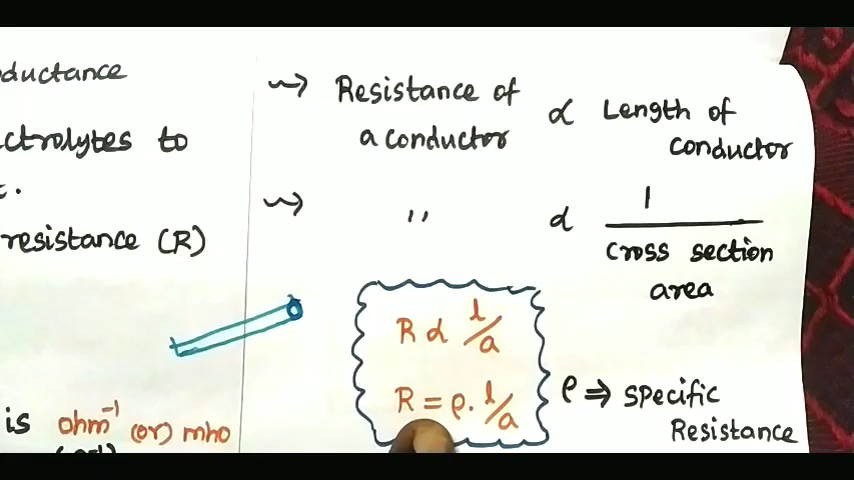 ductance
ctrolytes to
resistance (R)
is ohm⁻¹ (or) mho
⇝ Resistance of a conductor ∝ Length of conductor
⇝ ,, ∝ 1 / cross section area
R ∝ l/a
R = ρ. l/a
ρ ⇒ specific
Resistance